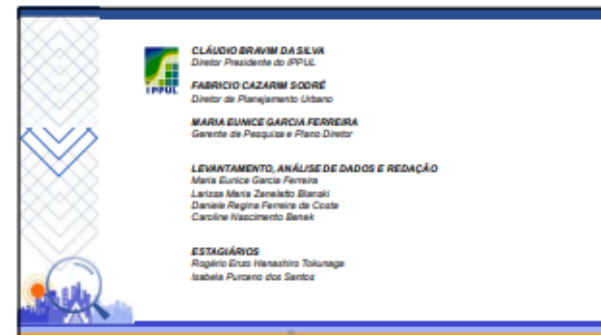 CLÁUDIO BRAVIM DA SILVA
Diretor Presidente do IPPUL
IPPUL
FABRICIO CAZARIM SODRÉ
Diretor de Planejamento Urbano
MARIA EUNICE GARCIA FERREIRA
Gerente de Pesquisa e Plano Diretor
LEVANTAMENTO, ANÁLISE DE DADOS E REDAÇÃO
Maria Eunice Garcia Ferreira
Larissa Maria Zanelatto Bianski
Daniele Regina Ferreira da Costa
Caroline Nascimento Benek
ESTAGIÁRIOS
Rogério Enzo Hanashiro Tokunaga
Isabela Purceno dos Santos